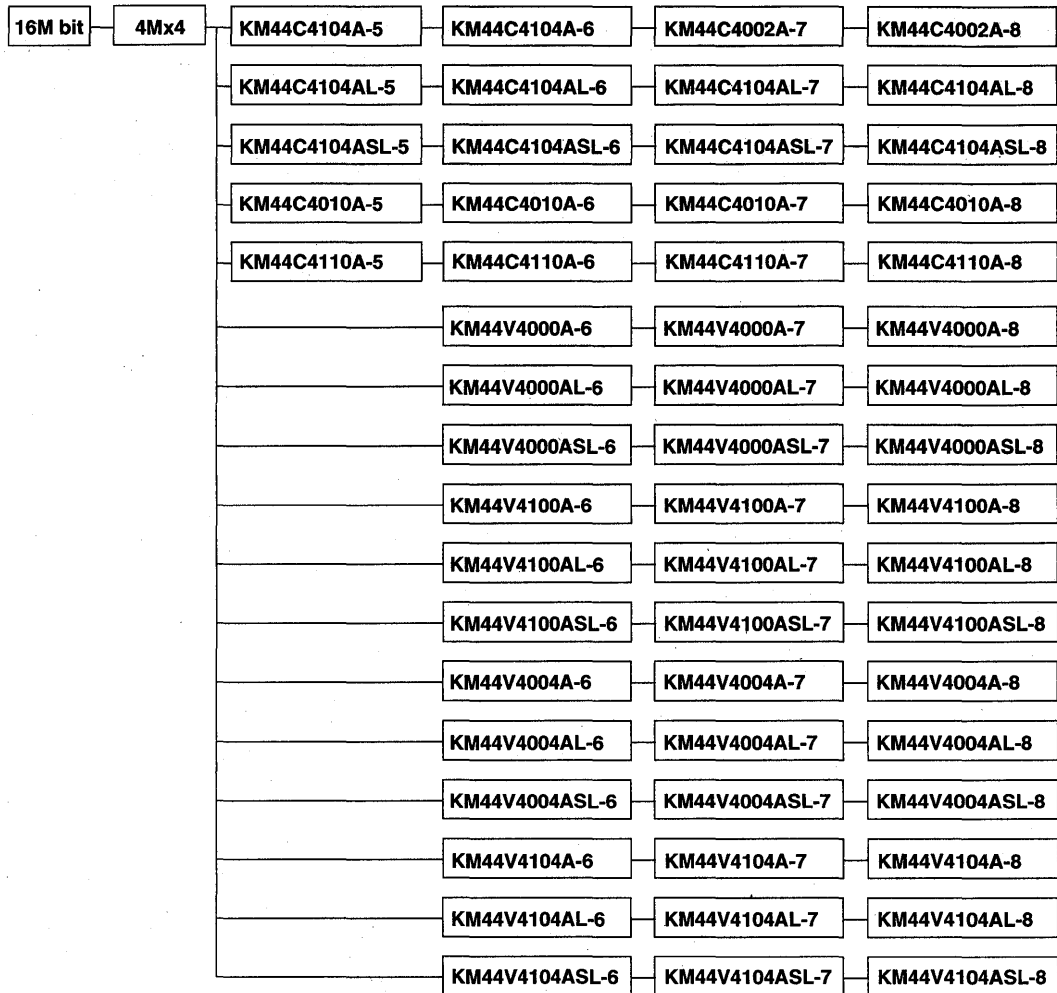 16M bit 4Mx4 KM44C4104A-5 KM44C4104A-6 KM44C4002A-7 KM44C4002A-8
KM44C4104AL-5 KM44C4104AL-6 KM44C4104AL-7 KM44C4104AL-8
KM44C4104ASL-5 KM44C4104ASL-6 KM44C4104ASL-7 KM44C4104ASL-8
KM44C4010A-5 KM44C4010A-6 KM44C4010A-7 KM44C4010A-8
KM44C4110A-5 KM44C4110A-6 KM44C4110A-7 KM44C4110A-8
KM44V4000A-6 KM44V4000A-7 KM44V4000A-8
KM44V4000AL-6 KM44V4000AL-7 KM44V4000AL-8
KM44V4000ASL-6 KM44V4000ASL-7 KM44V4000ASL-8
KM44V4100A-6 KM44V4100A-7 KM44V4100A-8
KM44V4100AL-6 KM44V4100AL-7 KM44V4100AL-8
KM44V4100ASL-6 KM44V4100ASL-7 KM44V4100ASL-8
KM44V4004A-6 KM44V4004A-7 KM44V4004A-8
KM44V4004AL-6 KM44V4004AL-7 KM44V4004AL-8
KM44V4004ASL-6 KM44V4004ASL-7 KM44V4004ASL-8
KM44V4104A-6 KM44V4104A-7 KM44V4104A-8
KM44V4104AL-6 KM44V4104AL-7 KM44V4104AL-8
KM44V4104ASL-6 KM44V4104ASL-7 KM44V4104ASL-8